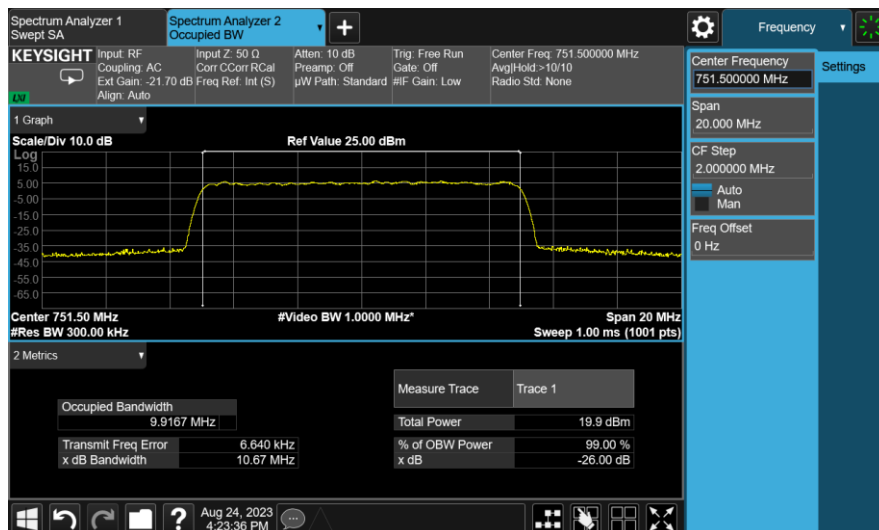 Spectrum Analyzer 1
Swept SA
Spectrum Analyzer 2
Occupied BW
Frequency
KEYSIGHT
Input: RF
Coupling: AC
Ext Gain: -21.70 dB
Align: Auto
Input Z: 50 Ω
Corr CCorr RCal
Freq Ref: Int (S)
Atten: 10 dB
Preamp: Off
µW Path: Standard
Trig: Free Run
Gate: Off
#IF Gain: Low
Center Freq: 751.500000 MHz
Avg|Hold:>10/10
Radio Std: None
LXI
Center Frequency
751.500000 MHz
Settings
Span
20.000 MHz
CF Step
2.000000 MHz
Auto
Man
Freq Offset
0 Hz
1 Graph
Scale/Div 10.0 dB
Ref Value 25.00 dBm
Log
15.0
5.00
-5.00
-15.0
-25.0
-35.0
-45.0
-55.0
-65.0
Center 751.50 MHz
#Video BW 1.0000 MHz*
Span 20 MHz
#Res BW 300.00 kHz
Sweep 1.00 ms (1001 pts)
2 Metrics
Measure Trace
Trace 1
Occupied Bandwidth
9.9167 MHz
Total Power
19.9 dBm
Transmit Freq Error
6.640 kHz
% of OBW Power
99.00 %
x dB Bandwidth
10.67 MHz
x dB
-26.00 dB
?
Aug 24, 2023
4:23:36 PM